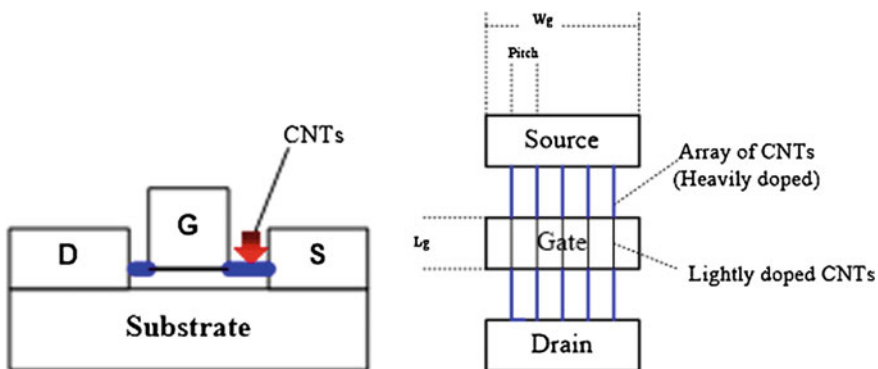 CNTs
G
D
S
Substrate
Wg
Pitch
Source
Array of CNTs
(Heavily doped)
Lg
Gate
Lightly doped CNTs
Drain